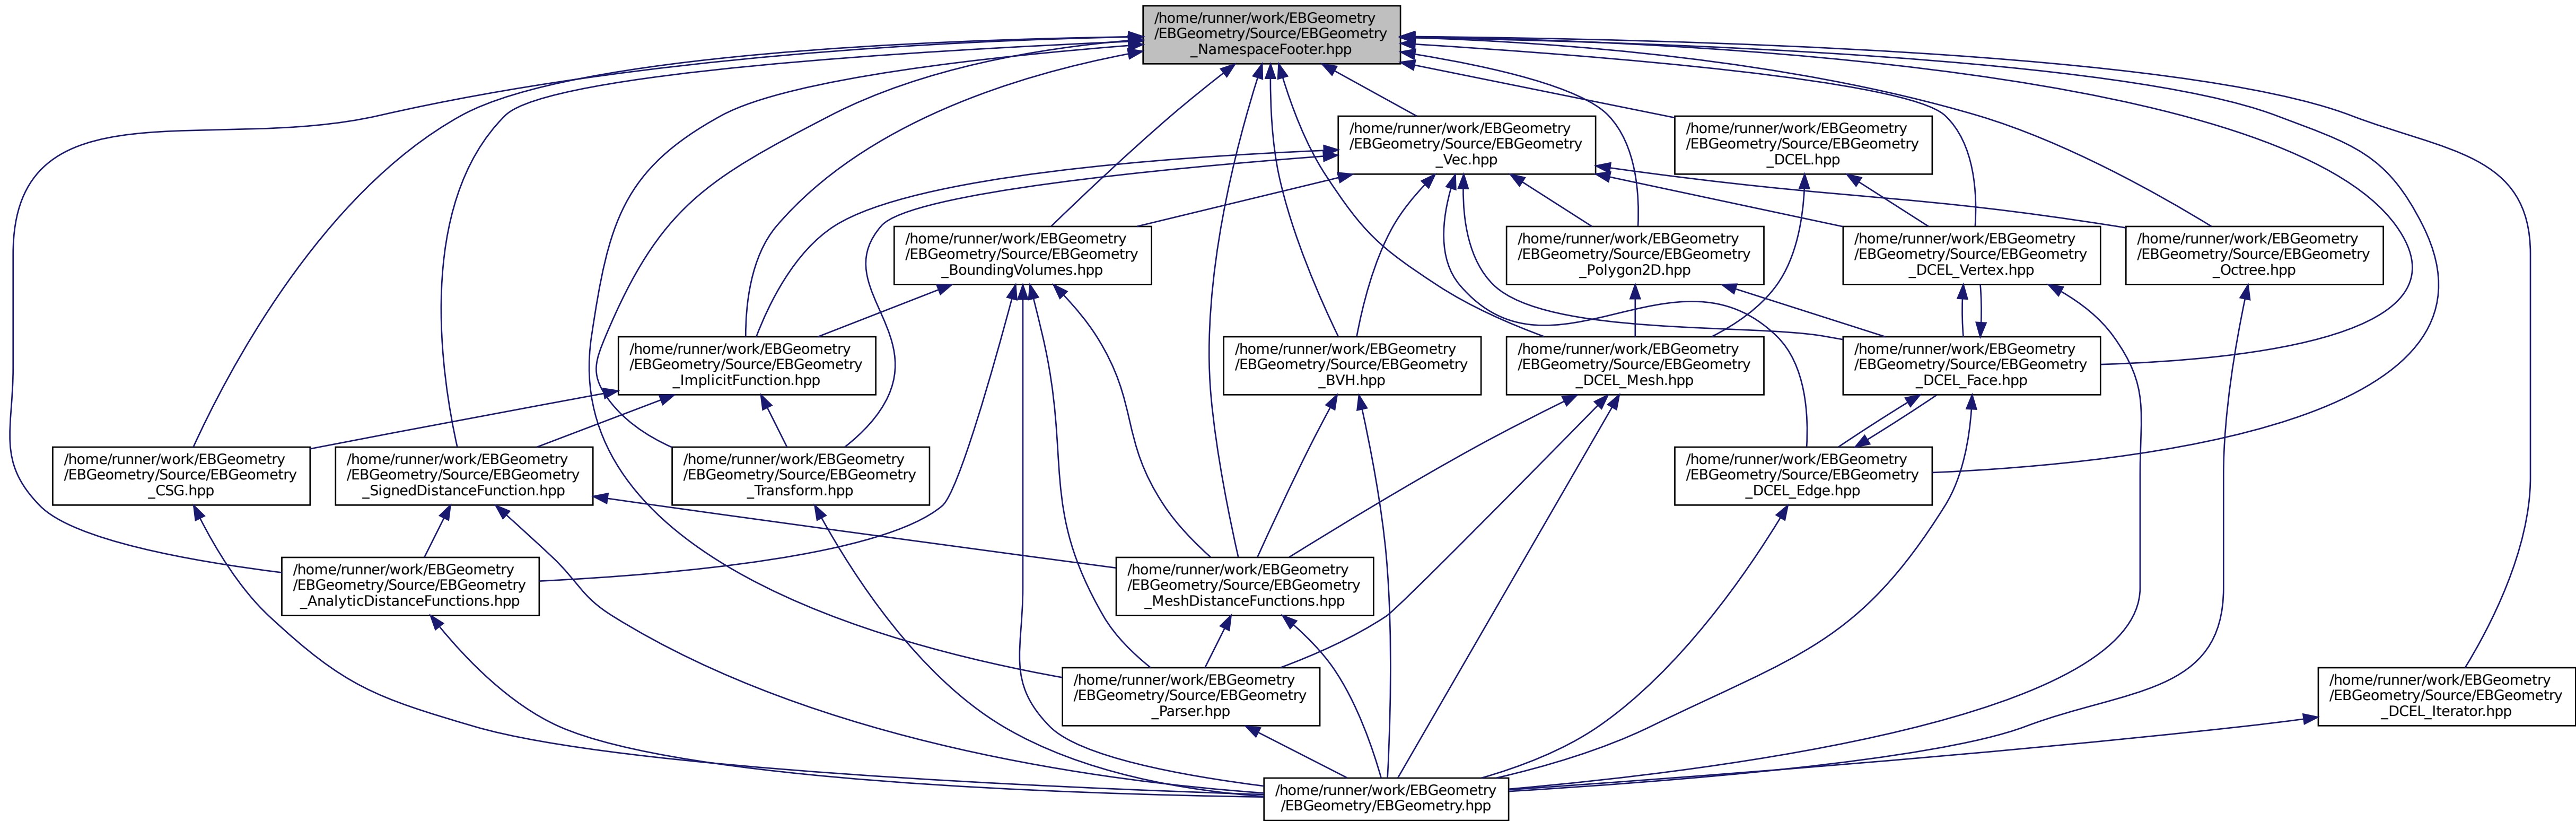 /home/runner/work/EBGeometry
/EBGeometry/Source/EBGeometry
_NamespaceFooter.hpp
/home/runner/work/EBGeometry
/EBGeometry/Source/EBGeometry
_Vec.hpp
/home/runner/work/EBGeometry
/EBGeometry/Source/EBGeometry
_DCEL.hpp
/home/runner/work/EBGeometry
/EBGeometry/Source/EBGeometry
_BoundingVolumes.hpp
/home/runner/work/EBGeometry
/EBGeometry/Source/EBGeometry
_Polygon2D.hpp
/home/runner/work/EBGeometry
/EBGeometry/Source/EBGeometry
_DCEL_Vertex.hpp
/home/runner/work/EBGeometry
/EBGeometry/Source/EBGeometry
_Octree.hpp
/home/runner/work/EBGeometry
/EBGeometry/Source/EBGeometry
_ImplicitFunction.hpp
/home/runner/work/EBGeometry
/EBGeometry/Source/EBGeometry
_BVH.hpp
/home/runner/work/EBGeometry
/EBGeometry/Source/EBGeometry
_DCEL_Mesh.hpp
/home/runner/work/EBGeometry
/EBGeometry/Source/EBGeometry
_DCEL_Face.hpp
/home/runner/work/EBGeometry
/EBGeometry/Source/EBGeometry
_CSG.hpp
/home/runner/work/EBGeometry
/EBGeometry/Source/EBGeometry
_SignedDistanceFunction.hpp
/home/runner/work/EBGeometry
/EBGeometry/Source/EBGeometry
_Transform.hpp
/home/runner/work/EBGeometry
/EBGeometry/Source/EBGeometry
_DCEL_Edge.hpp
/home/runner/work/EBGeometry
/EBGeometry/Source/EBGeometry
_AnalyticDistanceFunctions.hpp
/home/runner/work/EBGeometry
/EBGeometry/Source/EBGeometry
_MeshDistanceFunctions.hpp
/home/runner/work/EBGeometry
/EBGeometry/Source/EBGeometry
_Parser.hpp
/home/runner/work/EBGeometry
/EBGeometry/Source/EBGeometry
_DCEL_Iterator.hpp
/home/runner/work/EBGeometry
/EBGeometry/EBGeometry.hpp